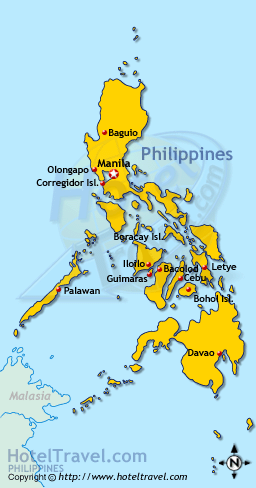 Baguio
Manila
Olongapo
Philippines
Corregidor Isl.
Boracay Isl.
Iloilo
Bacolod
Letye
Guimaras
Cebu
Palawan
Bohol Isl.
Davao
Malasia
HotelTravel.com
PHILIPPINES
N
Copyright © http://www.hoteltravel.com